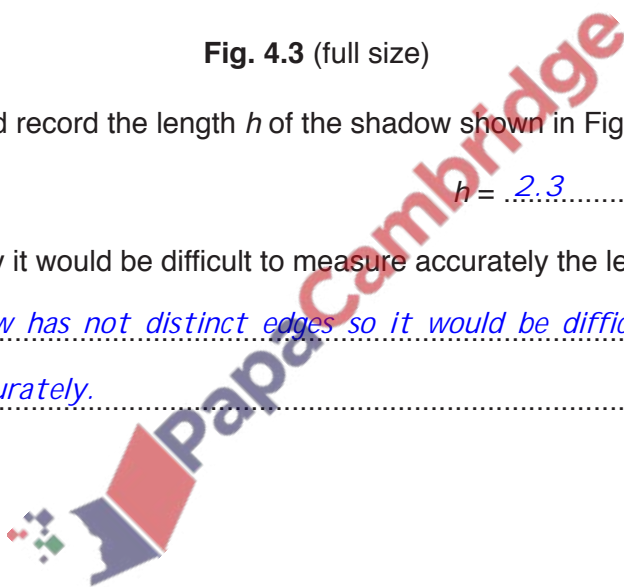 Fig. 4.3 (full size)
d record the length h of the shadow shown in Fig
h = 2.3
y it would be difficult to measure accurately the le
w has not distinct edges so it would be diffic
urately.
PapaCambridge